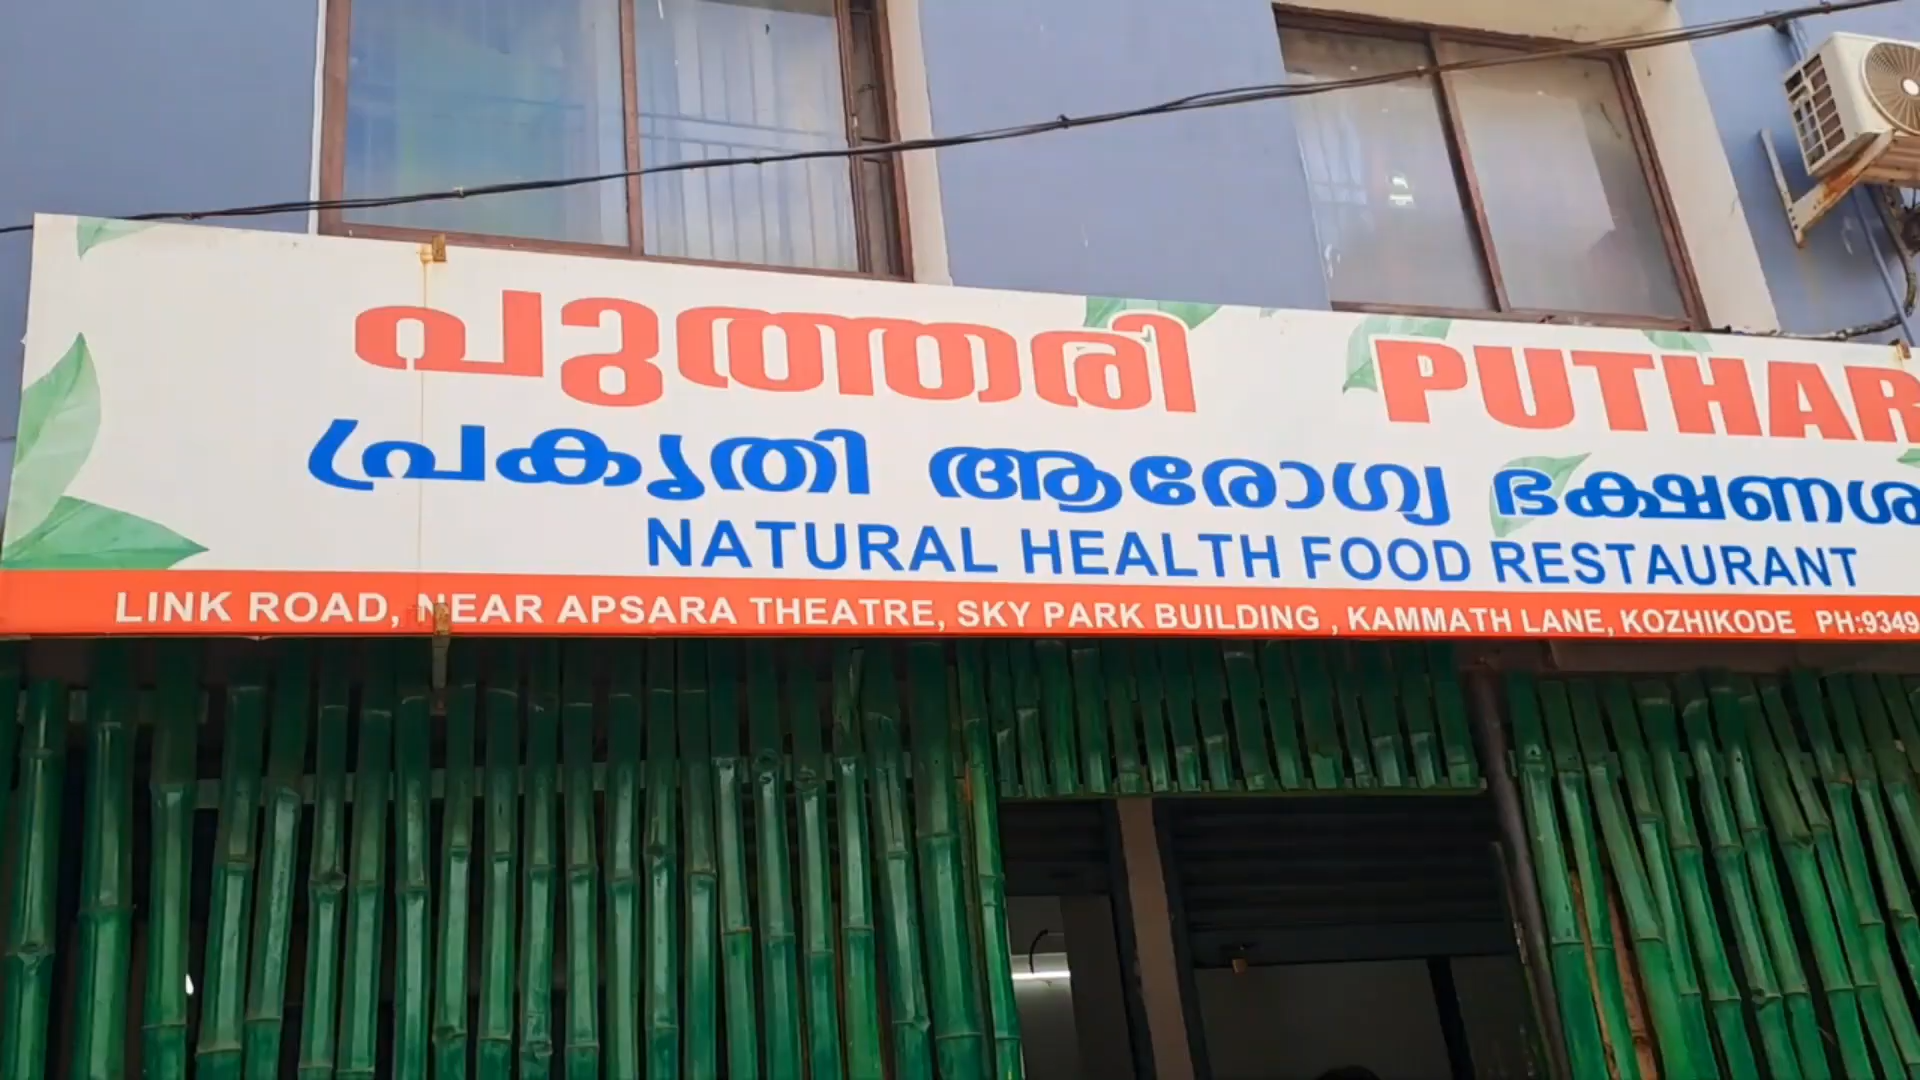 പുത്തരി PUTHAR
പ്രകൃതി ആരോഗ്യ ഭക്ഷണശ
NATURAL HEALTH FOOD RESTAURANT
LINK ROAD, NEAR APSARA THEATRE, SKY PARK BUILDING , KAMMATH LANE, KOZHIKODE PH:9349